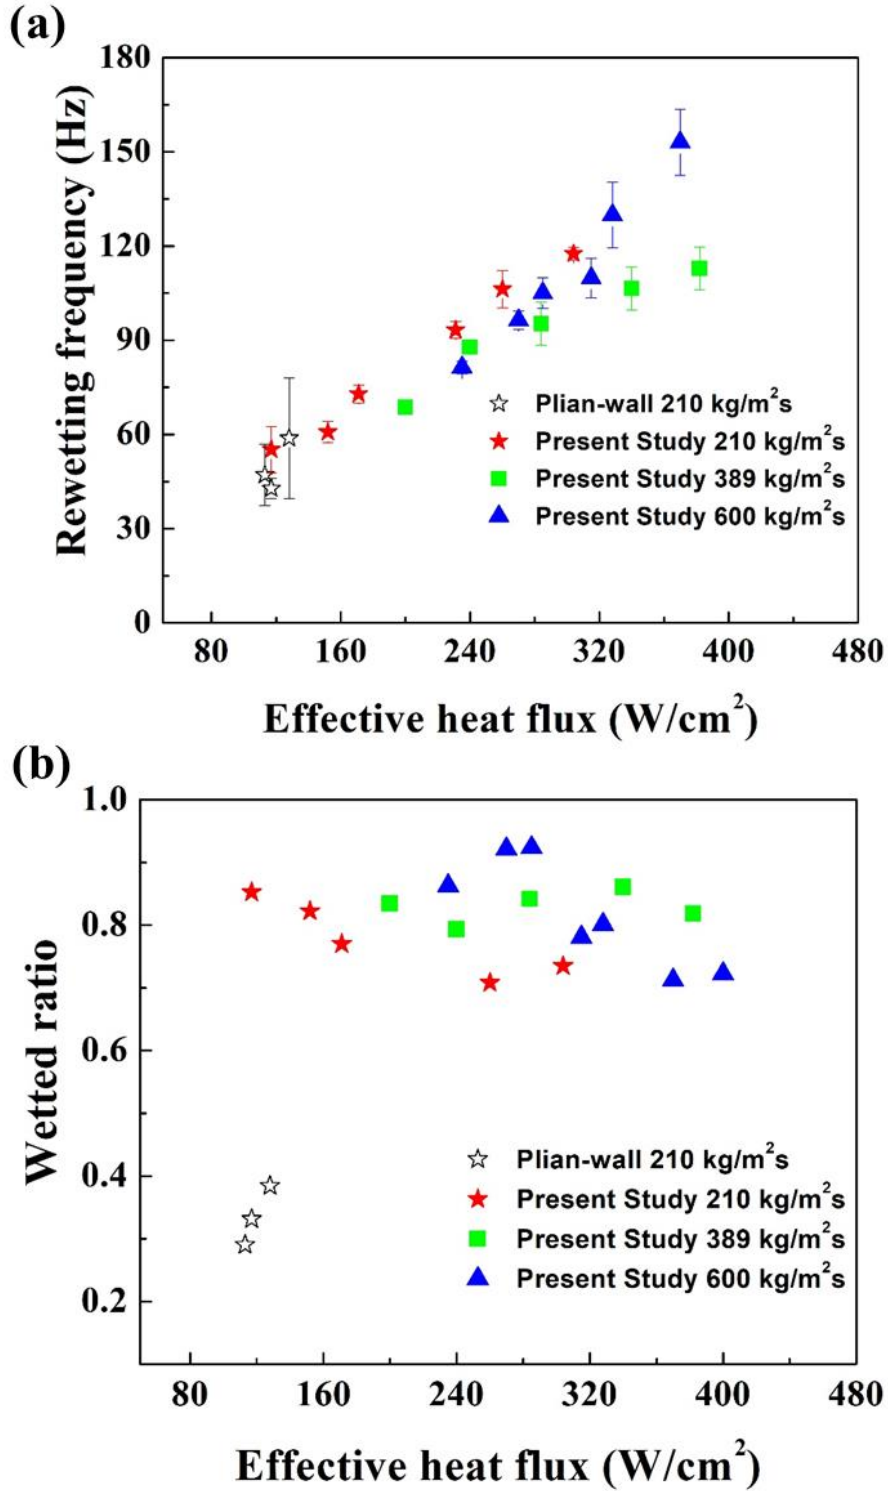 (a)
180
150
120
90
60
30
0
Rewetting frequency (Hz)
Plian-wall 210 kg/m²s
Present Study 210 kg/m²s
Present Study 389 kg/m²s
Present Study 600 kg/m²s
80 160 240 320 400 480
Effective heat flux (W/cm²)
(b)
1.0
0.8
0.6
0.4
0.2
Wetted ratio
Plian-wall 210 kg/m²s
Present Study 210 kg/m²s
Present Study 389 kg/m²s
Present Study 600 kg/m²s
80 160 240 320 400 480
Effective heat flux (W/cm²)